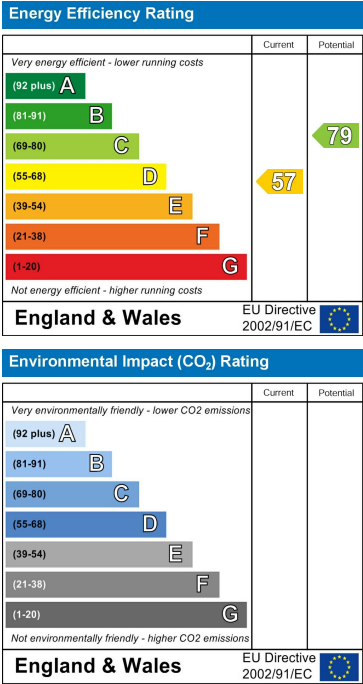 Energy Efficiency Rating
Current Potential
Very energy efficient - lower running costs
(92 plus) A
(81-91) B
(69-80) C
(55-68) D
(39-54) E
(21-38) F
(1-20) G
57
79
Not energy efficient - higher running costs
England & Wales
EU Directive
2002/91/EC
Environmental Impact (CO₂) Rating
Current Potential
Very environmentally friendly - lower CO2 emissions
(92 plus) A
(81-91) B
(69-80) C
(55-68) D
(39-54) E
(21-38) F
(1-20) G
Not environmentally friendly - higher CO2 emissions
England & Wales
EU Directive
2002/91/EC